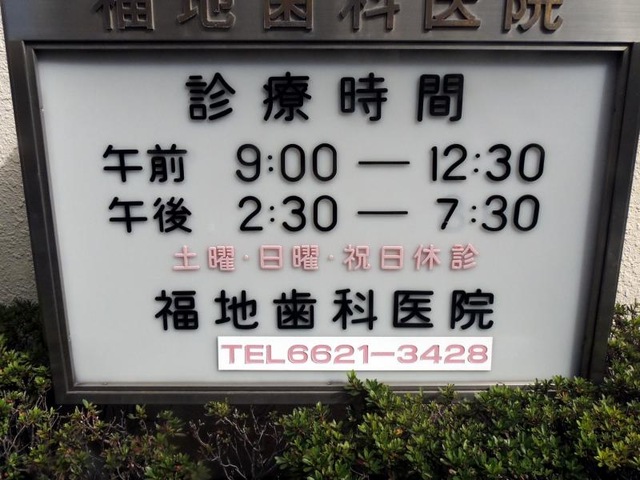 福地歯科医院
診療時間
午前 9:00 — 12:30
午後 2:30 — 7:30
土曜・日曜・祝日休診
福地歯科医院
TEL6621-3428